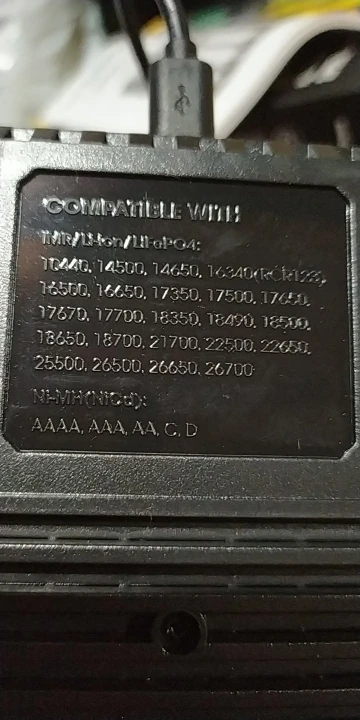 COMPATIBLE WITH
IMR/Li-ion/LiFePO4:
10440, 14500, 14650, 16340(RCR123),
16500, 16650, 17350, 17500, 17650,
17670, 17700, 18350, 18490, 18500,
18650, 18700, 21700, 22500, 22650,
25500, 26500, 26650, 26700
Ni-MH(NiCd):
AAAA, AAA, AA, C, D